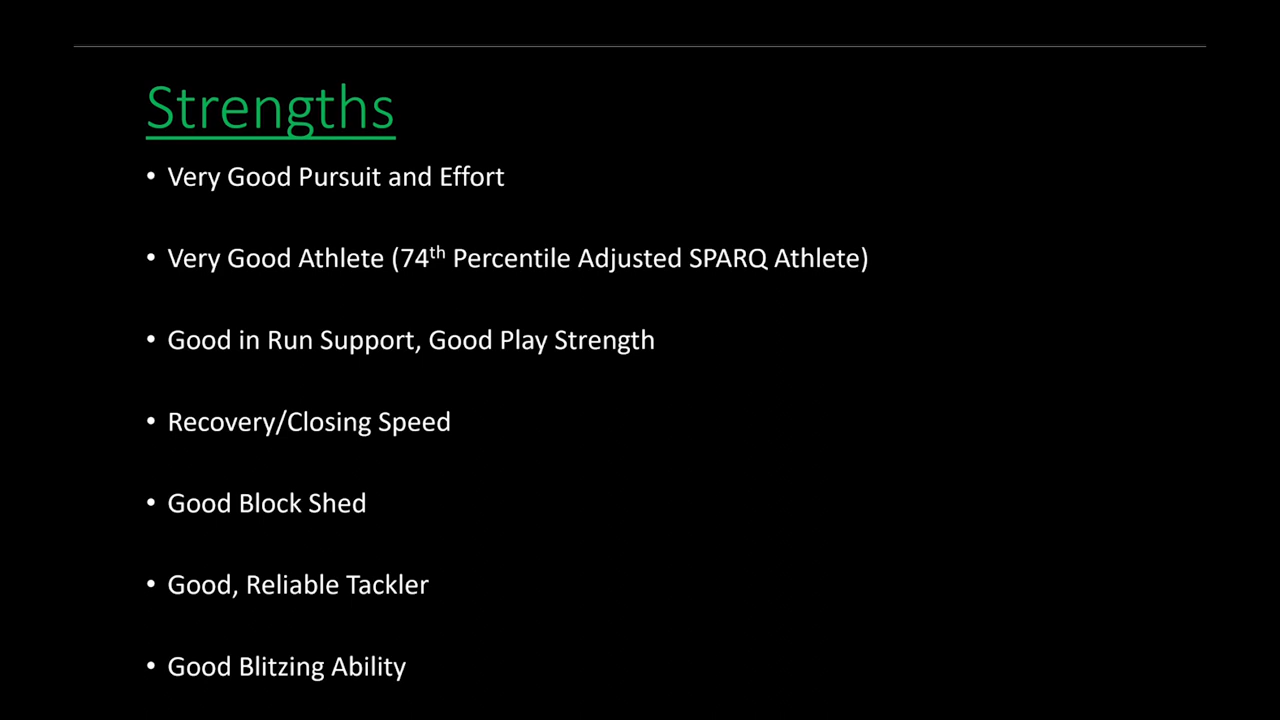 Strengths
• Very Good Pursuit and Effort
• Very Good Athlete (74th Percentile Adjusted SPARQ Athlete)
• Good in Run Support, Good Play Strength
• Recovery/Closing Speed
• Good Block Shed
• Good, Reliable Tackler
• Good Blitzing Ability